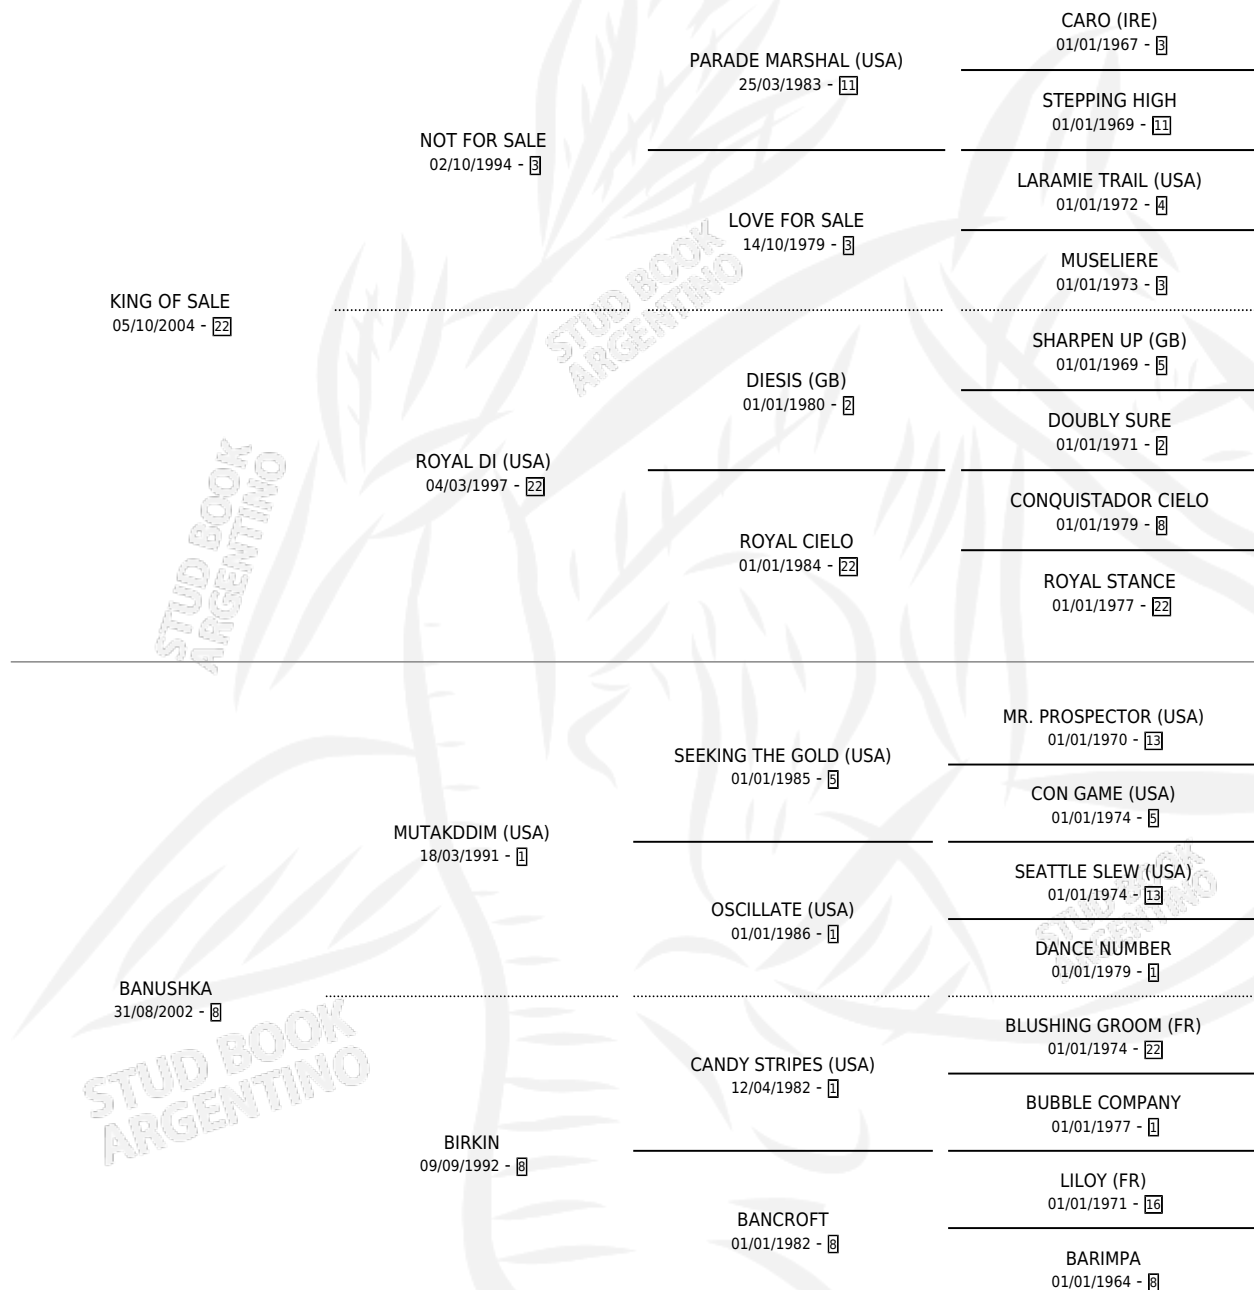 CARO (IRE)
01/01/1967 - 3
PARADE MARSHAL (USA)
25/03/1983 - 11
STEPPING HIGH
01/01/1969 - 11
NOT FOR SALE
02/10/1994 - 3
LARAMIE TRAIL (USA)
01/01/1972 - 4
LOVE FOR SALE
14/10/1979 - 3
MUSELIERE
01/01/1973 - 3
KING OF SALE
05/10/2004 - 22
STUD BOOK
ARGENTINO
SHARPEN UP (GB)
01/01/1969 - 5
DIESIS (GB)
01/01/1980 - 2
DOUBLY SURE
01/01/1971 - 2
ROYAL DI (USA)
04/03/1997 - 22
CONQUISTADOR CIELO
01/01/1979 - 8
ROYAL CIELO
01/01/1984 - 22
ROYAL STANCE
01/01/1977 - 22
STUD BOOK
ARGENTINO
MR. PROSPECTOR (USA)
01/01/1970 - 13
SEEKING THE GOLD (USA)
01/01/1985 - 5
CON GAME (USA)
01/01/1974 - 5
MUTAKDDIM (USA)
18/03/1991 - 1
SEATTLE SLEW (USA)
01/01/1974 - 13
OSCILLATE (USA)
01/01/1986 - 1
STUD BOOK
ARGENTINO
DANCE NUMBER
01/01/1979 - 1
BANUSHKA
31/08/2002 - 8
STUD BOOK
ARGENTINO
BLUSHING GROOM (FR)
01/01/1974 - 22
CANDY STRIPES (USA)
12/04/1982 - 1
BUBBLE COMPANY
01/01/1977 - 1
BIRKIN
09/09/1992 - 8
LILOY (FR)
01/01/1971 - 16
BANCROFT
01/01/1982 - 8
BARIMPA
01/01/1964 - 8